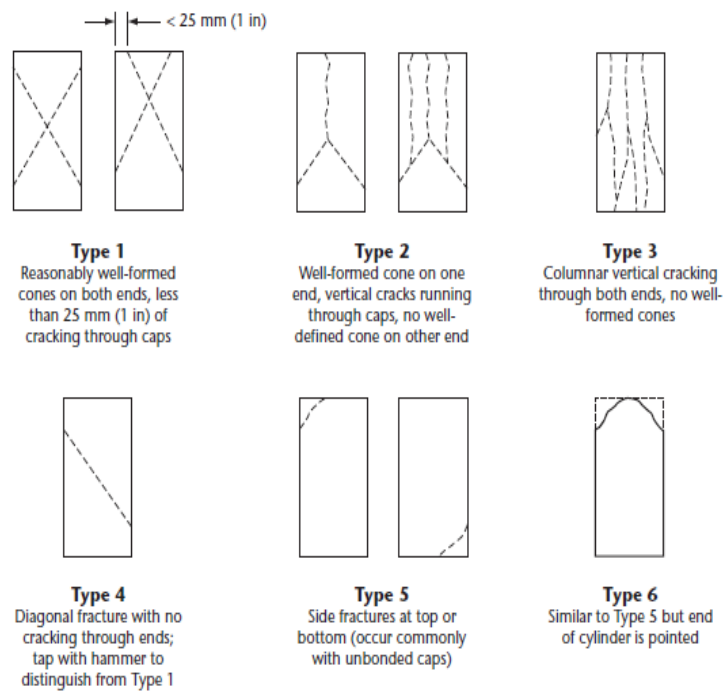 < 25 mm (1 in)
Type 1
Reasonably well-formed
cones on both ends, less
than 25 mm (1 in) of
cracking through caps
Type 2
Well-formed cone on one
end, vertical cracks running
through caps, no well-
defined cone on other end
Type 3
Columnar vertical cracking
through both ends, no well-
formed cones
Type 4
Diagonal fracture with no
cracking through ends;
tap with hammer to
distinguish from Type 1
Type 5
Side fractures at top or
bottom (occur commonly
with unbonded caps)
Type 6
Similar to Type 5 but end
of cylinder is pointed